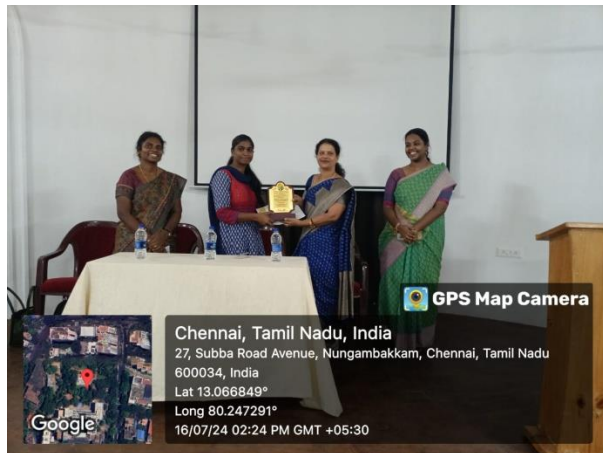 GPS Map Camera
Chennai, Tamil Nadu, India
27, Subba Road Avenue, Nungambakkam, Chennai, Tamil Nadu
600034, India
Lat 13.066849°
Long 80.247291°
16/07/24 02:24 PM GMT +05:30
Google